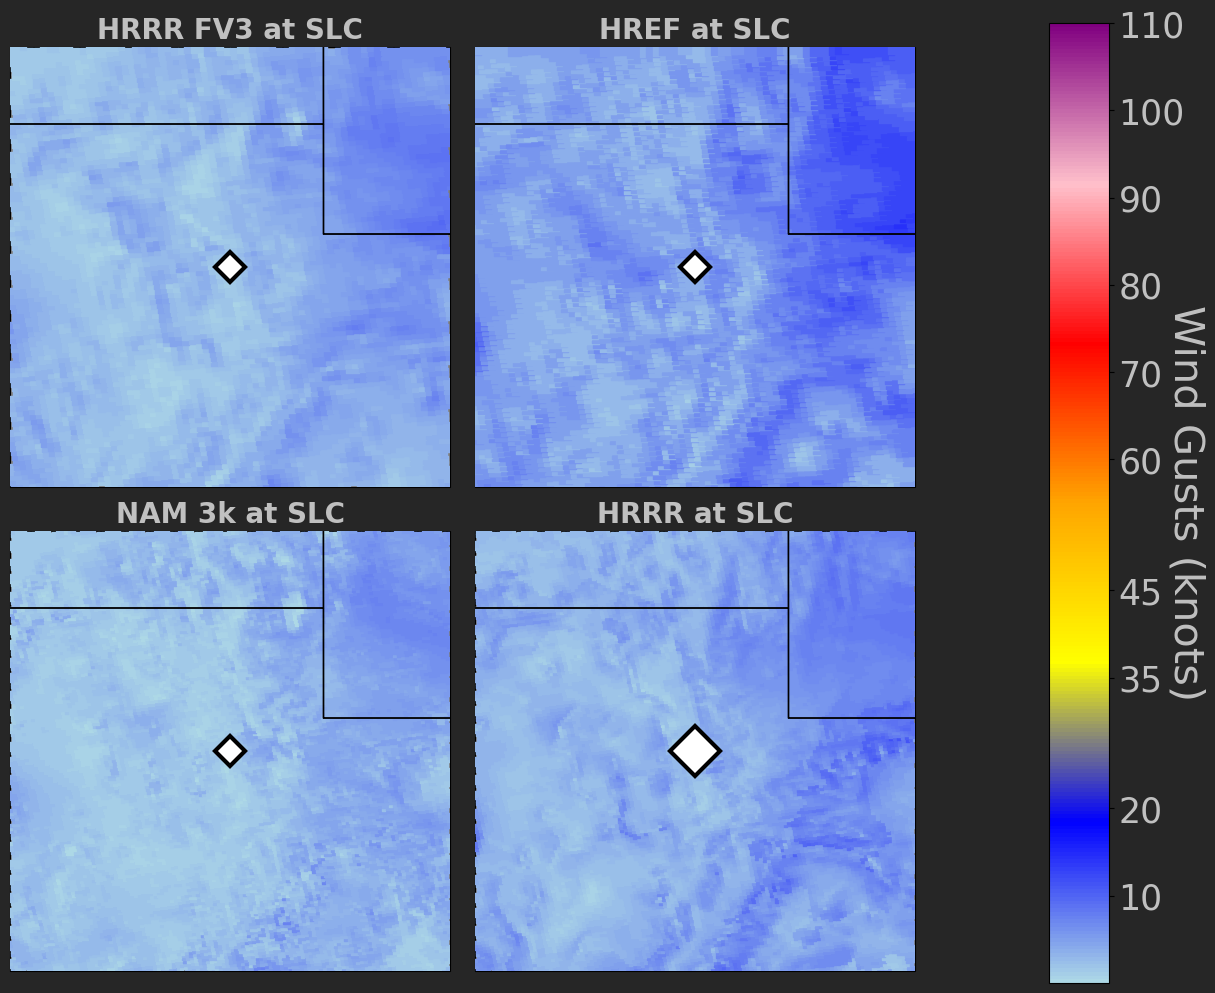 HRRR FV3 at SLC
HREF at SLC
NAM 3k at SLC
HRRR at SLC
110
100
90
80
70
60
45
35
20
10
Wind Gusts (knots)